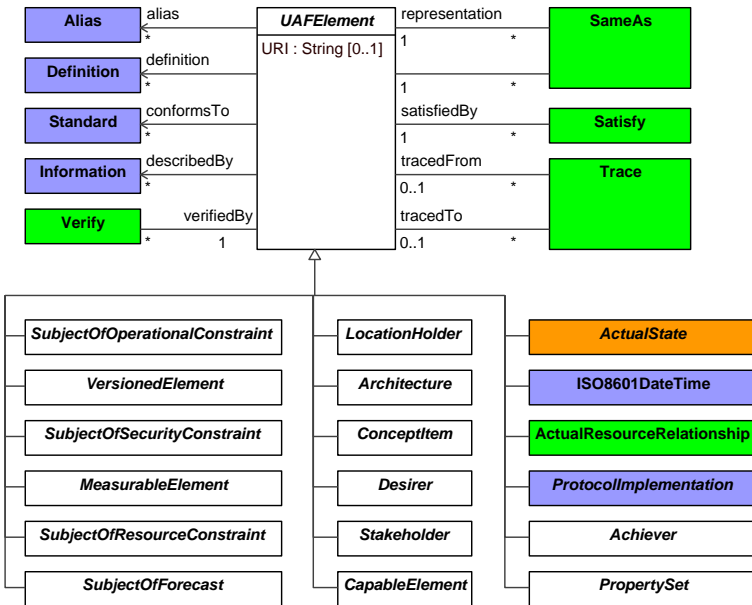 Alias
alias
*
UAFElement
URI : String [0..1]
representation
1
*
SameAs
Definition
definition
*
1
*
Standard
conformsTo
*
satisfiedBy
1
*
Satisfy
Information
describedBy
*
tracedFrom
0..1
*
Trace
Verify
verifiedBy
*
1
tracedTo
0..1
*
SubjectOfOperationalConstraint
LocationHolder
ActualState
VersionedElement
Architecture
ISO8601DateTime
SubjectOfSecurityConstraint
ConceptItem
ActualResourceRelationship
MeasurableElement
Desirer
ProtocolImplementation
SubjectOfResourceConstraint
Stakeholder
Achiever
SubjectOfForecast
CapableElement
PropertySet